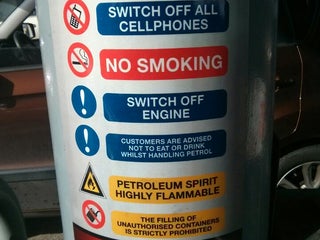 SWITCH OFF ALL
CELLPHONES
NO SMOKING
SWITCH OFF
ENGINE
CUSTOMERS ARE ADVISED
NOT TO EAT OR DRINK
WHILST HANDLING PETROL
PETROLEUM SPIRIT
HIGHLY FLAMMABLE
THE FILLING OF
UNAUTHORISED CONTAINERS
IS STRICTLY PROHIBITED